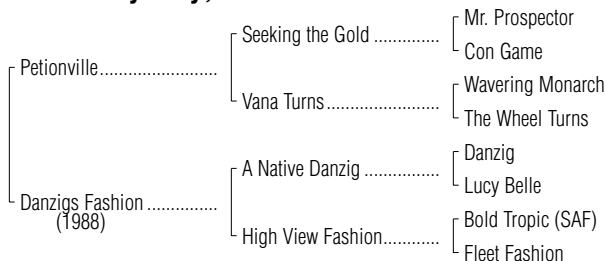 Mr. Prospector
Seeking the Gold ..............
Con Game
Petionville.........................
Wavering Monarch
Vana Turns........................
The Wheel Turns
Danzig
A Native Danzig ................
Lucy Belle
Danzigs Fashion ...............
(1988)
Bold Tropic (SAF)
High View Fashion............
Fleet Fashion